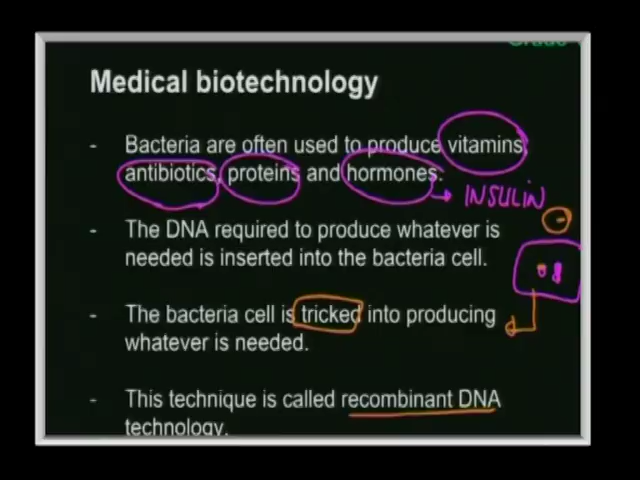 Medical biotechnology
- Bacteria are often used to produce vitamins,
antibiotics, proteins and hormones.
INSULIN
- The DNA required to produce whatever is
needed is inserted into the bacteria cell.
- The bacteria cell is tricked into producing
whatever is needed.
- This technique is called recombinant DNA
technology.